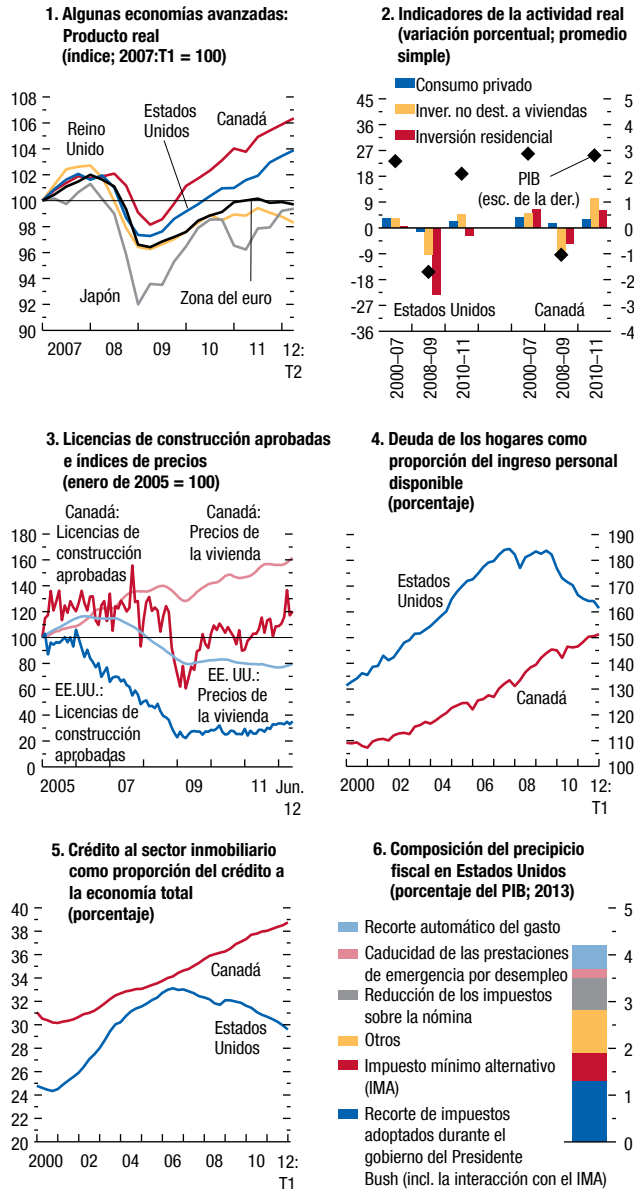 1. Algunas economías avanzadas:
Producto real
(índice; 2007:T1 = 100)
108
106
104
102
100
98
96
94
92
90
Reino
Unido
Estados
Unidos
Canadá
Japón
Zona del euro
2007 08 09 10 11 12:
T2
2. Indicadores de la actividad real
(variación porcentual; promedio
simple)
Consumo privado
Inver. no dest. a viviendas
Inversión residencial
45
36
27
18
9
0
-9
-18
-27
-36
5
4
3
2
1
0
-1
-2
-3
-4
PIB
(esc. de la der.)
Estados Unidos
Canadá
2000–07
2008–09
2010–11
2000–07
2008–09
2010–11
3. Licencias de construcción aprobadas
e índices de precios
(enero de 2005 = 100)
180
160
140
120
100
80
60
40
20
0
Canadá:
Licencias de
construcción
aprobadas
Canadá:
Precios de
la vivienda
EE.UU.:
Licencias de
construcción
aprobadas
EE. UU.:
Precios de
la vivienda
2005 07 09 11 Jun.
12
4. Deuda de los hogares como
proporción del ingreso personal
disponible
(porcentaje)
190
180
170
160
150
140
130
120
110
100
Estados
Unidos
Canadá
2000 02 04 06 08 10 12:
T1
5. Crédito al sector inmobiliario
como proporción del crédito a
la economía total
(porcentaje)
40
38
36
34
32
30
28
26
24
22
20
Canadá
Estados
Unidos
2000 02 04 06 08 10 12:
T1
6. Composición del precipicio
fiscal en Estados Unidos
(porcentaje del PIB; 2013)
Recorte automático del gasto
Caducidad de las prestaciones
de emergencia por desempleo
Reducción de los impuestos
sobre la nómina
Otros
Impuesto mínimo alternativo
(IMA)
Recorte de impuestos
adoptados durante el
gobierno del Presidente
Bush (incl. la interacción con el IMA)
5
4
3
2
1
0